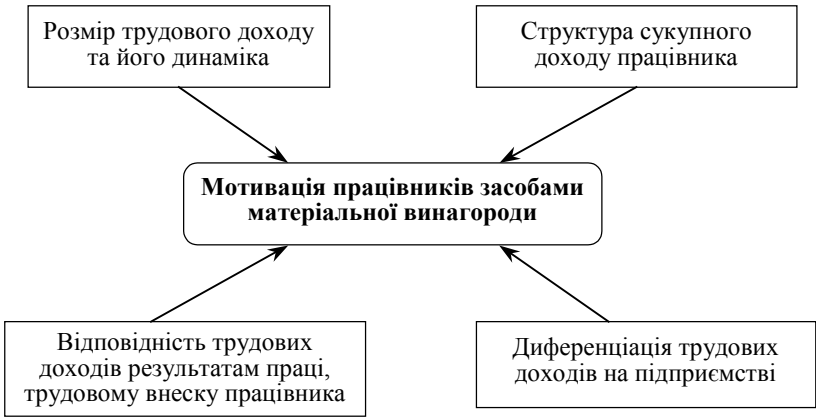 Розмір трудового доходу
та його динаміка
Структура сукупного
доходу працівника
Мотивація працівників засобами
матеріальної винагороди
Відповідність трудових
доходів результатам праці,
трудовому внеску працівника
Диференціація трудових
доходів на підприємстві